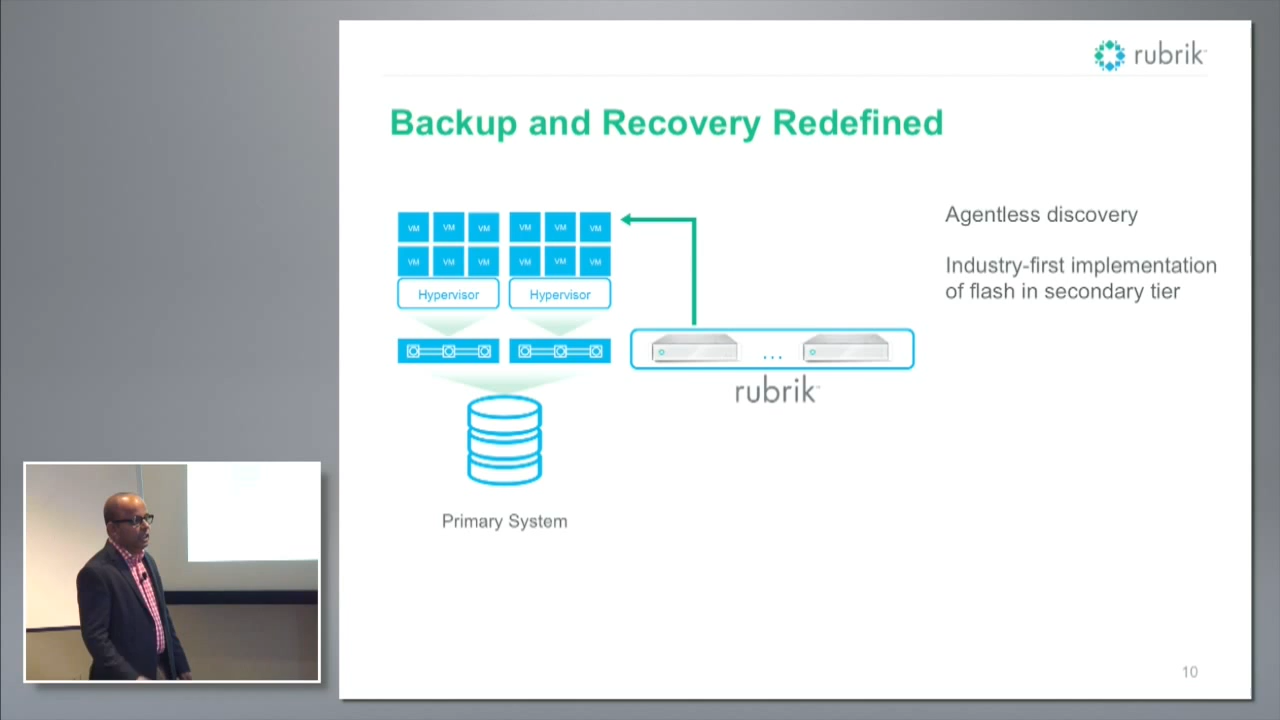 rubrik
Backup and Recovery Redefined
VM VM VM VM VM VM
VM VM VM VM VM VM
Hypervisor Hypervisor
Agentless discovery
Industry-first implementation
of flash in secondary tier
...
rubrik
Primary System
10